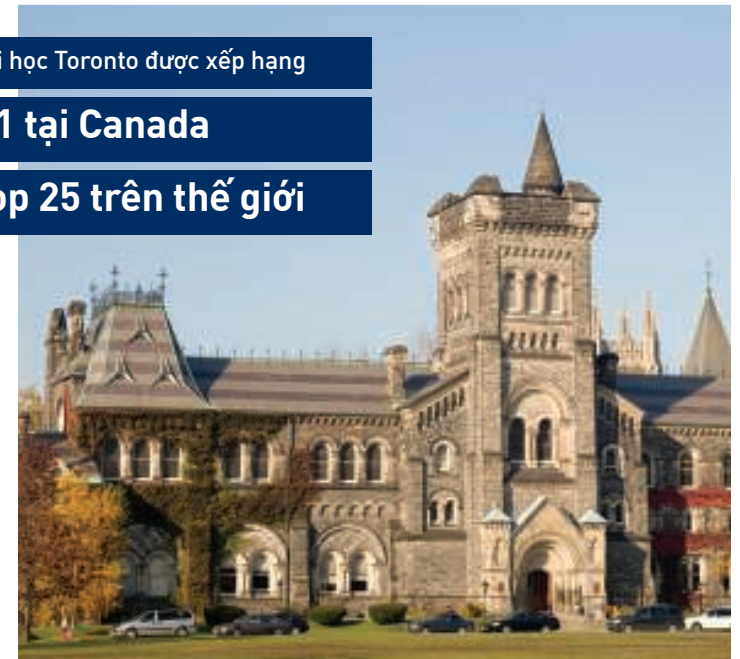 i học Toronto được xếp hạng
1 tại Canada
op 25 trên thế giới